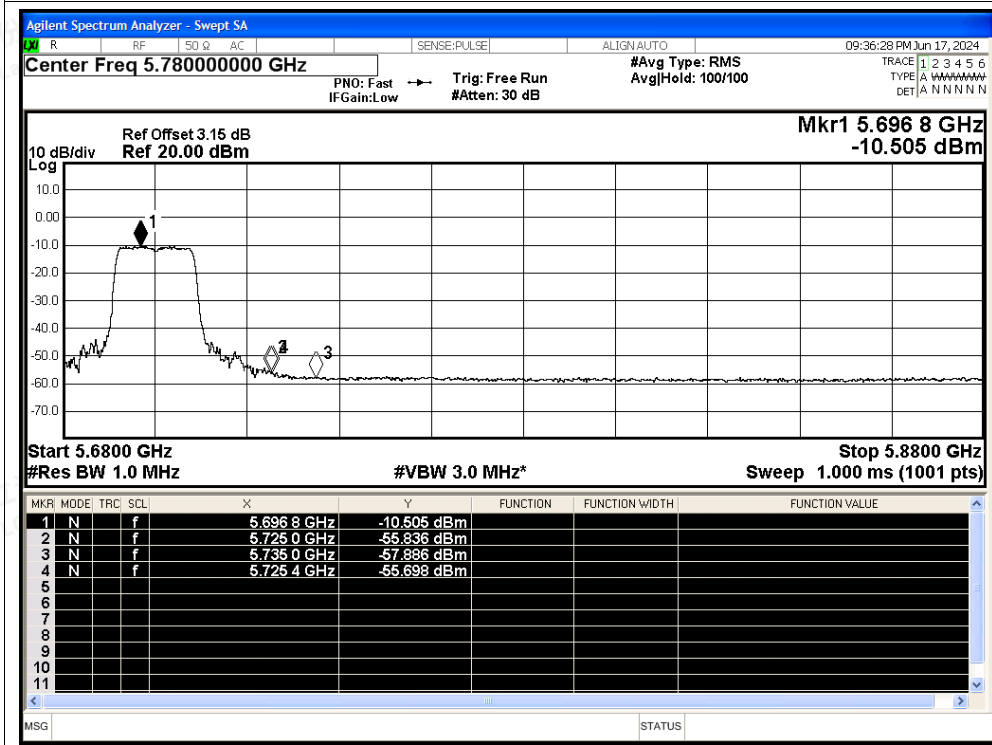 Agilent Spectrum Analyzer - Swept SA
LXI R RF 50 Ω AC SENSE:PULSE ALIGN AUTO 09:36:28 PM Jun 17, 2024
Center Freq 5.780000000 GHz
PNO: Fast
IFGain:Low
Trig: Free Run
#Atten: 30 dB
#Avg Type: RMS
Avg|Hold: 100/100
TRACE 1 2 3 4 5 6
TYPE A WWWWW
DET A N N N N N
Ref Offset 3.15 dB
10 dB/div Ref 20.00 dBm
Log
Mkr1 5.696 8 GHz
-10.505 dBm
10.0
0.00
-10.0
-20.0
-30.0
-40.0
-50.0
-60.0
-70.0
1
4
3
Start 5.6800 GHz Stop 5.8800 GHz
#Res BW 1.0 MHz #VBW 3.0 MHz* Sweep 1.000 ms (1001 pts)
MKR MODE TRC SCL X Y FUNCTION FUNCTION WIDTH FUNCTION VALUE
1 N f 5.696 8 GHz -10.505 dBm
2 N f 5.725 0 GHz -55.836 dBm
3 N f 5.735 0 GHz -57.886 dBm
4 N f 5.725 4 GHz -55.698 dBm
5
6
7
8
9
10
11
MSG STATUS